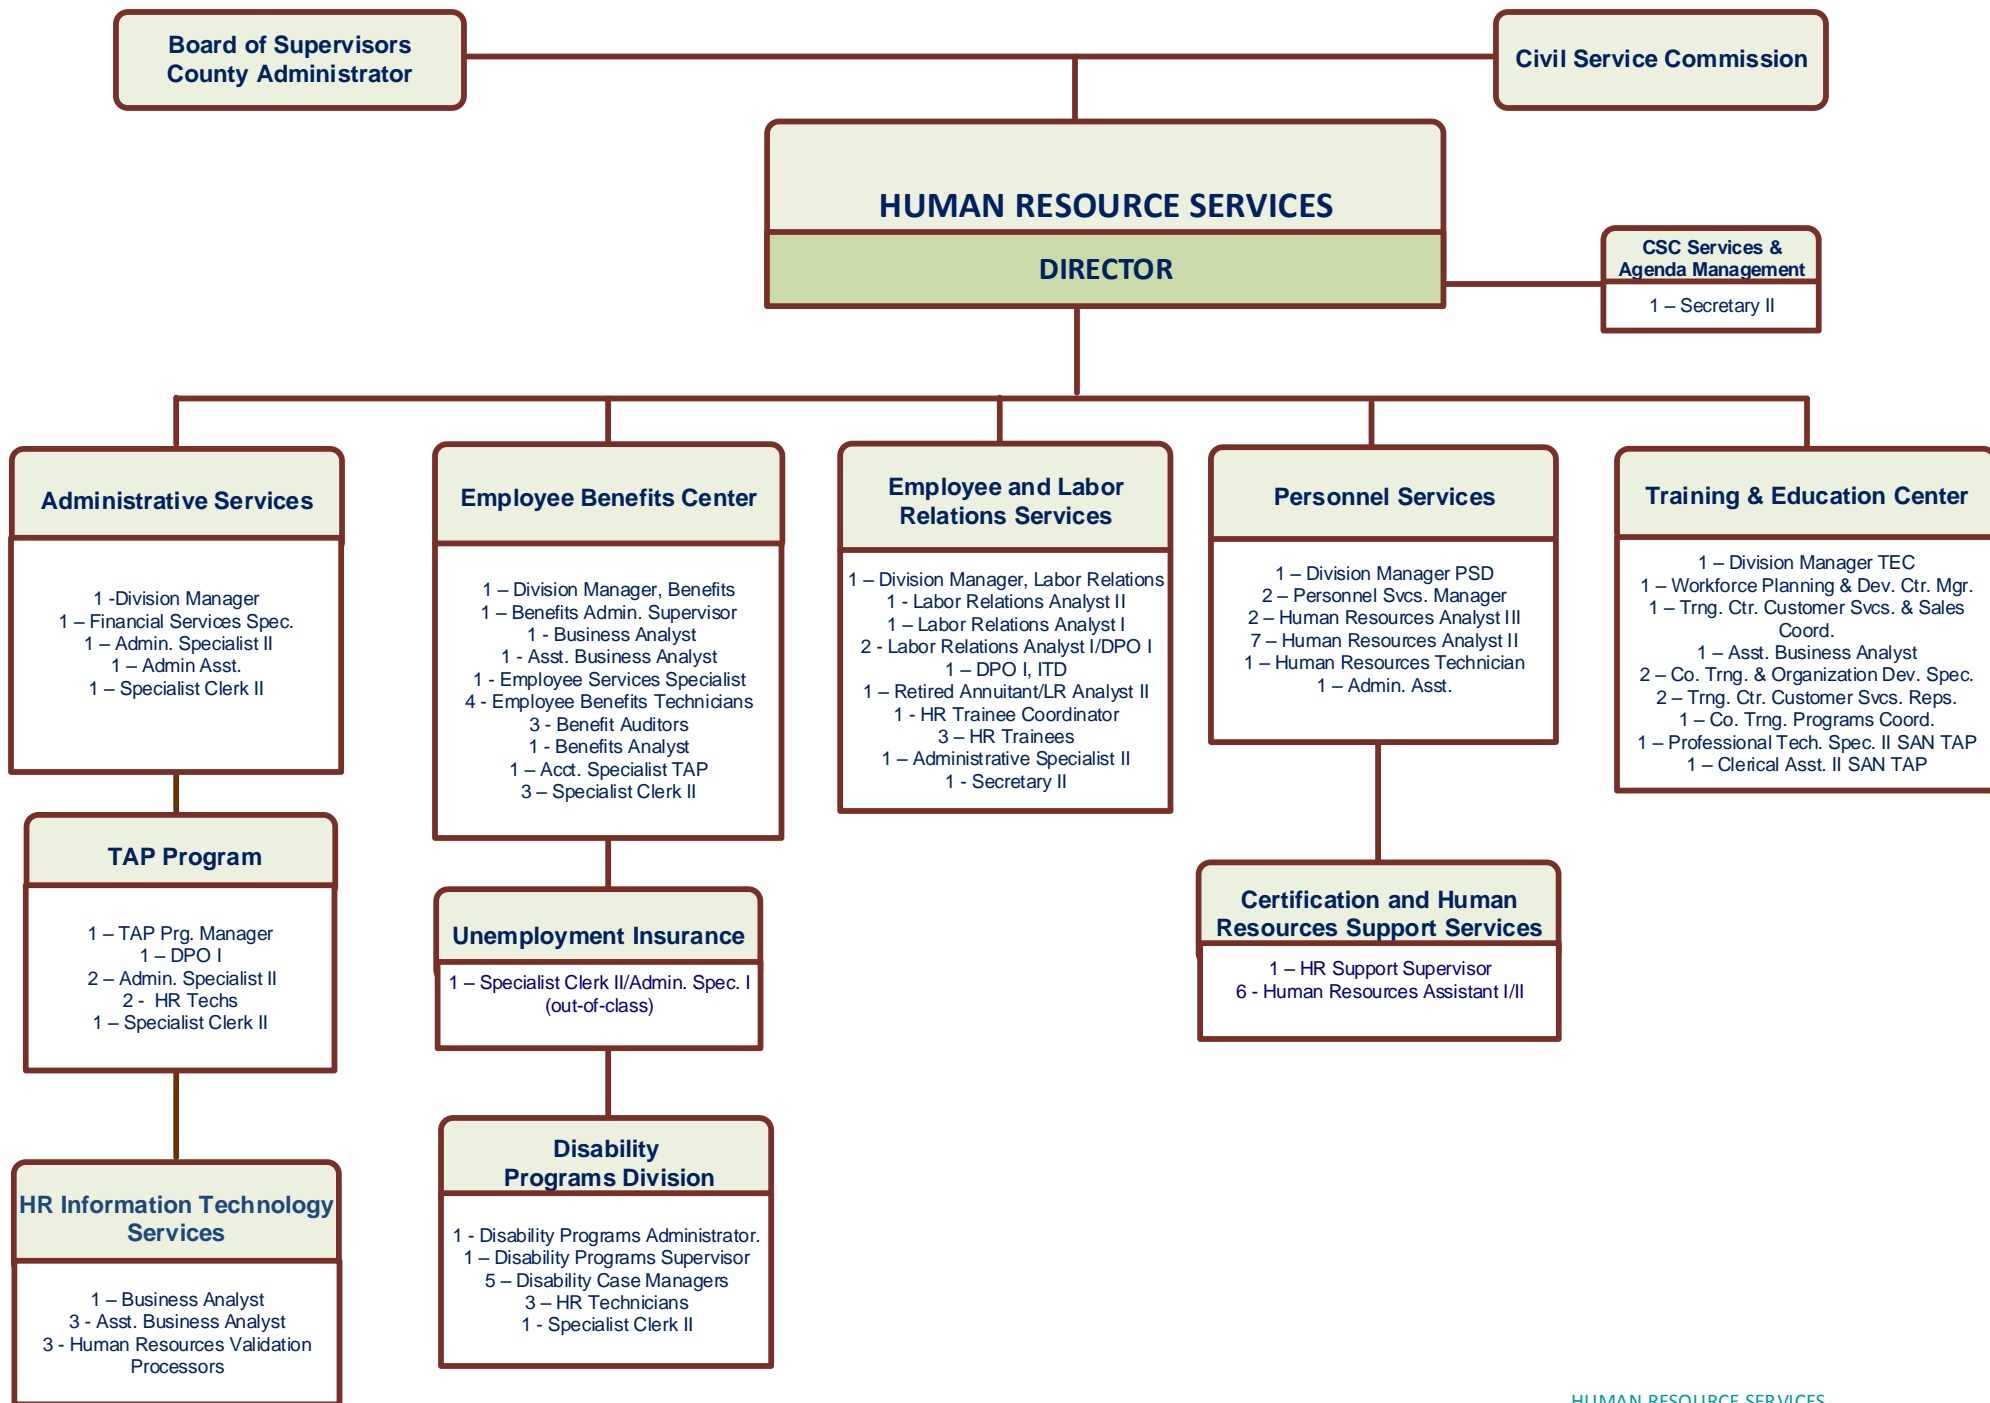 Board of Supervisors
County Administrator
Civil Service Commission
HUMAN RESOURCE SERVICES
DIRECTOR
CSC Services &
Agenda Management
1 – Secretary II
Administrative Services
1 -Division Manager
1 – Financial Services Spec.
1 – Admin. Specialist II
1 – Admin Asst.
1 – Specialist Clerk II
TAP Program
1 – TAP Prg. Manager
1 – DPO I
2 – Admin. Specialist II
2 -  HR Techs
1 – Specialist Clerk II
HR Information Technology
Services
1 – Business Analyst
3 - Asst. Business Analyst
3 - Human Resources Validation
Processors
Employee Benefits Center
1 – Division Manager, Benefits
1 – Benefits Admin. Supervisor
1 - Business Analyst
1 - Asst. Business Analyst
1 - Employee Services Specialist
4 - Employee Benefits Technicians
3 - Benefit Auditors
1 - Benefits Analyst
1 – Acct. Specialist TAP
3 – Specialist Clerk II
Unemployment Insurance
1 – Specialist Clerk II/Admin. Spec. I
(out-of-class)
Disability
Programs Division
1 - Disability Programs Administrator.
1 – Disability Programs Supervisor
5 – Disability Case Managers
3 – HR Technicians
1 - Specialist Clerk II
Employee and Labor
Relations Services
1 – Division Manager, Labor Relations
1 - Labor Relations Analyst II
1 – Labor Relations Analyst I
2 - Labor Relations Analyst I/DPO I
1 – DPO I, ITD
1 – Retired Annuitant/LR Analyst II
1 - HR Trainee Coordinator
3 – HR Trainees
1 – Administrative Specialist II
1 - Secretary II
Personnel Services
1 – Division Manager PSD
2 – Personnel Svcs. Manager
2 – Human Resources Analyst III
7 – Human Resources Analyst II
1 – Human Resources Technician
1 – Admin. Asst.
Certification and Human
Resources Support Services
1 – HR Support Supervisor
6 - Human Resources Assistant I/II
Training & Education Center
1 – Division Manager TEC
1 – Workforce Planning & Dev. Ctr. Mgr.
1 – Trng. Ctr. Customer Svcs. & Sales
Coord.
1 – Asst. Business Analyst
2 – Co. Trng. & Organization Dev. Spec.
2 – Trng. Ctr. Customer Svcs. Reps.
1 – Co. Trng. Programs Coord.
1 – Professional Tech. Spec. II SAN TAP
1 – Clerical Asst. II SAN TAP
HUMAN RESOURCE SERVICES